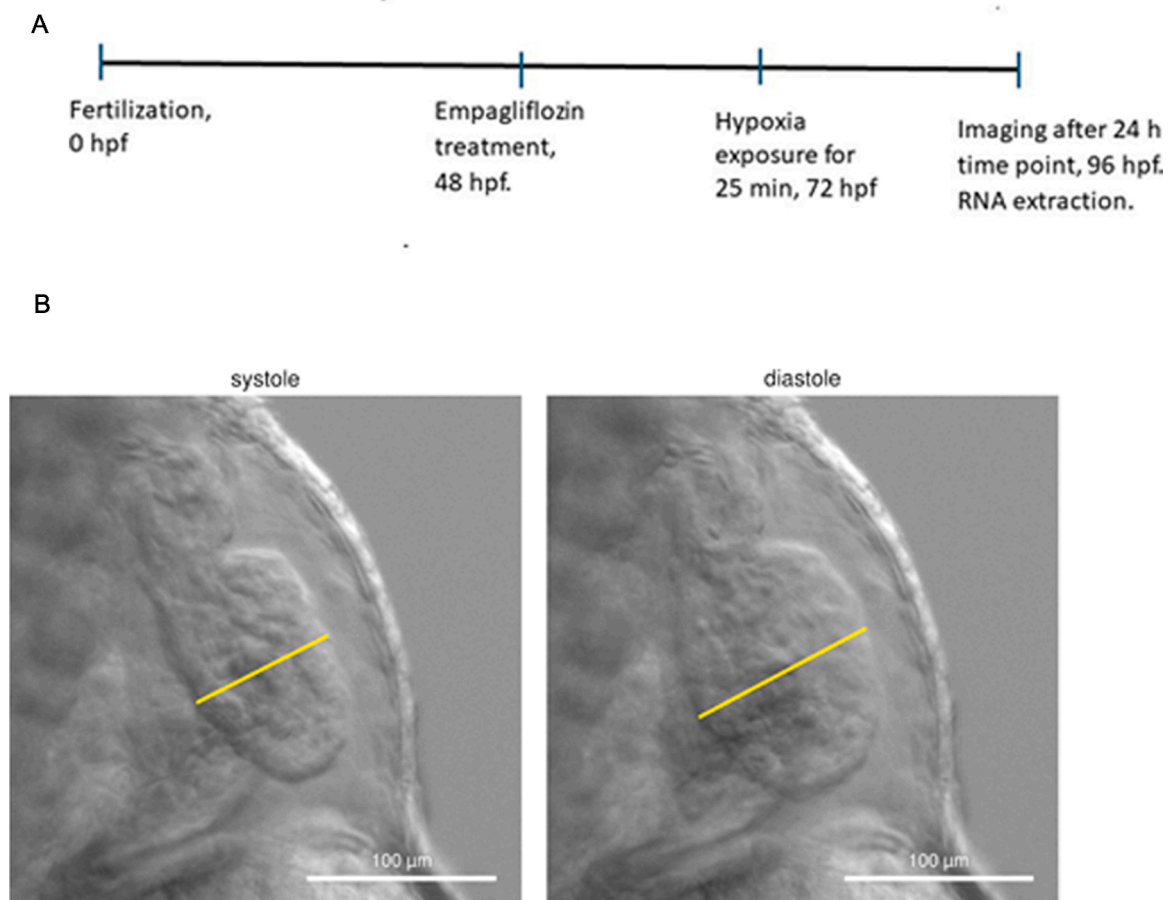 A
Fertilization,
0 hpf
Empagliflozin
treatment,
48 hpf.
Hypoxia
exposure for
25 min, 72 hpf
Imaging after 24 h
time point, 96 hpf.
RNA extraction.
B
systole
diastole
100 µm
100 µm